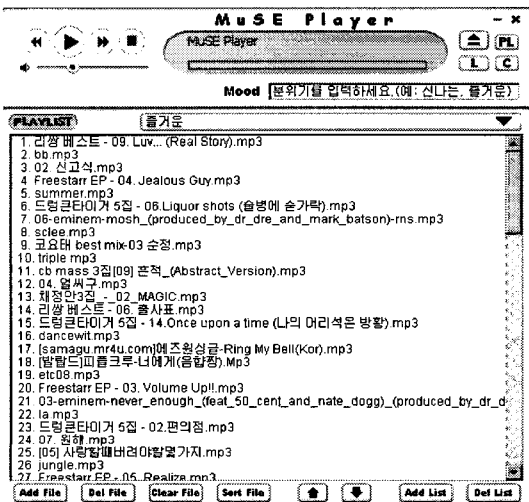 MuSE Player
MuSE Player
PL
L C
Mood 분위기를 입력하세요.(예: 신나는, 즐거운)
PLAYLIST 즐거운
1. 리쌍 베스트 - 09. Luv... (Real Story).mp3
2. bb.mp3
3. 02. 신고식.mp3
4. Freestarr EP - 04. Jealous Guy.mp3
5. summer.mp3
6. 드렁큰타이거 5집 - 06.Liquor shots (술병에 숟가락).mp3
7. 06-eminem-mosh_(produced_by_dr_dre_and_mark_batson)-rns.mp3
8. sclee.mp3
9. 코요태 best mix-03 순정.mp3
10. triple mp3
11. cb mass 3집[09] 흔적_(Abstract_Version).mp3
12. 04. 얼씨구.mp3
13. 채정안3집_-_02_MAGIC.mp3
14. 리쌍 베스트 - 06. 출사표.mp3
15. 드렁큰타이거 5집 - 14.Once upon a time (나의 머리석은 방황).mp3
16. dancewit.mp3
17. [samagu.mr4u.com]에즈원싱글-Ring My Bell(Kor).mp3
18. [밥탈드]피플크루-너에게(음합짱).Mp3
19. etc08.mp3
20. Freestarr EP - 03. Volume Up!!.mp3
21. 03-eminem-never_enough_(feat_50_cent_and_nate_dogg)_(produced_by_dr_d
22. la.mp3
23. 드렁큰타이거 5집 - 02.편의점.mp3
24. 07. 원해.mp3
25. [05] 사랑할때버려야할몇가지.mp3
26 jungle.mp3
27. Freestarr EP - 05. Realize.mp3
Add File Del File Clear File Sort File Add List Del List